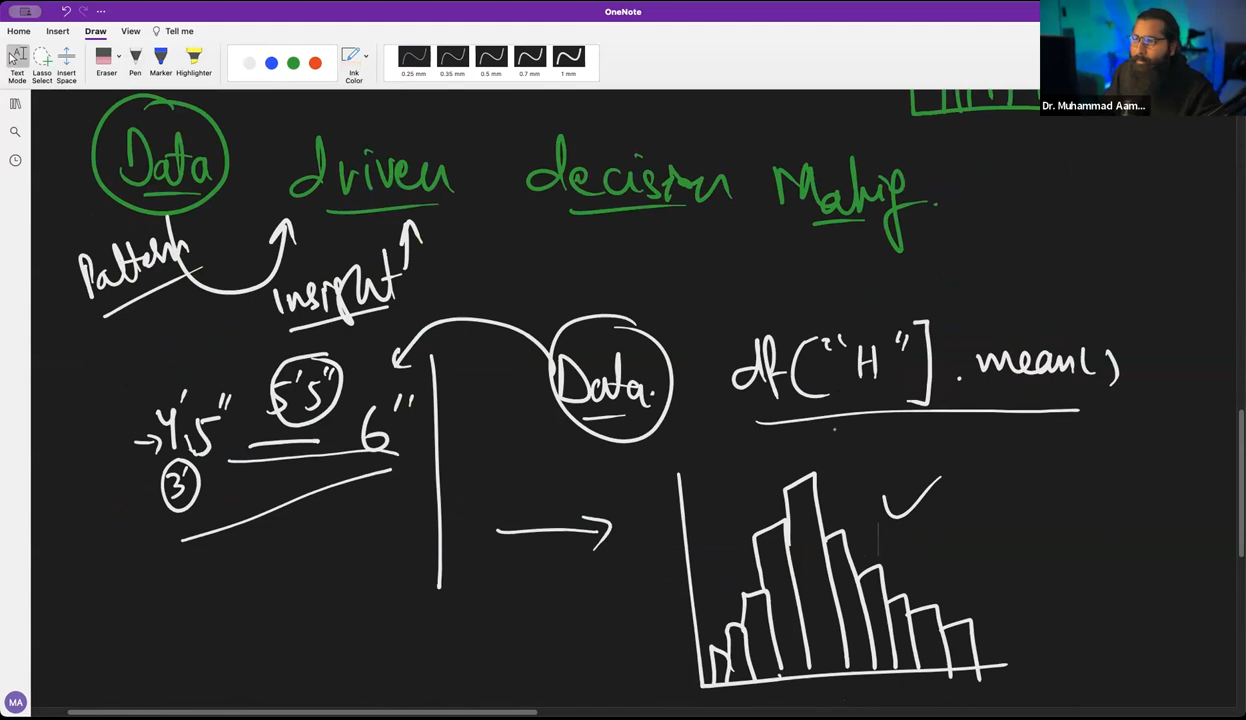 OneNote
Home Insert Draw View Tell me
Text Mode Lasso Select Insert Space Eraser Pen Marker Highlighter Ink Color 0.25 mm 0.35 mm 0.5 mm 0.7 mm 1 mm
Dr. Muhammad Aam...
Data driven decision Making.
Pattern
insight
df["H"].mean()
5'5"
Data.
→ 4'5" 6"
3'
MA